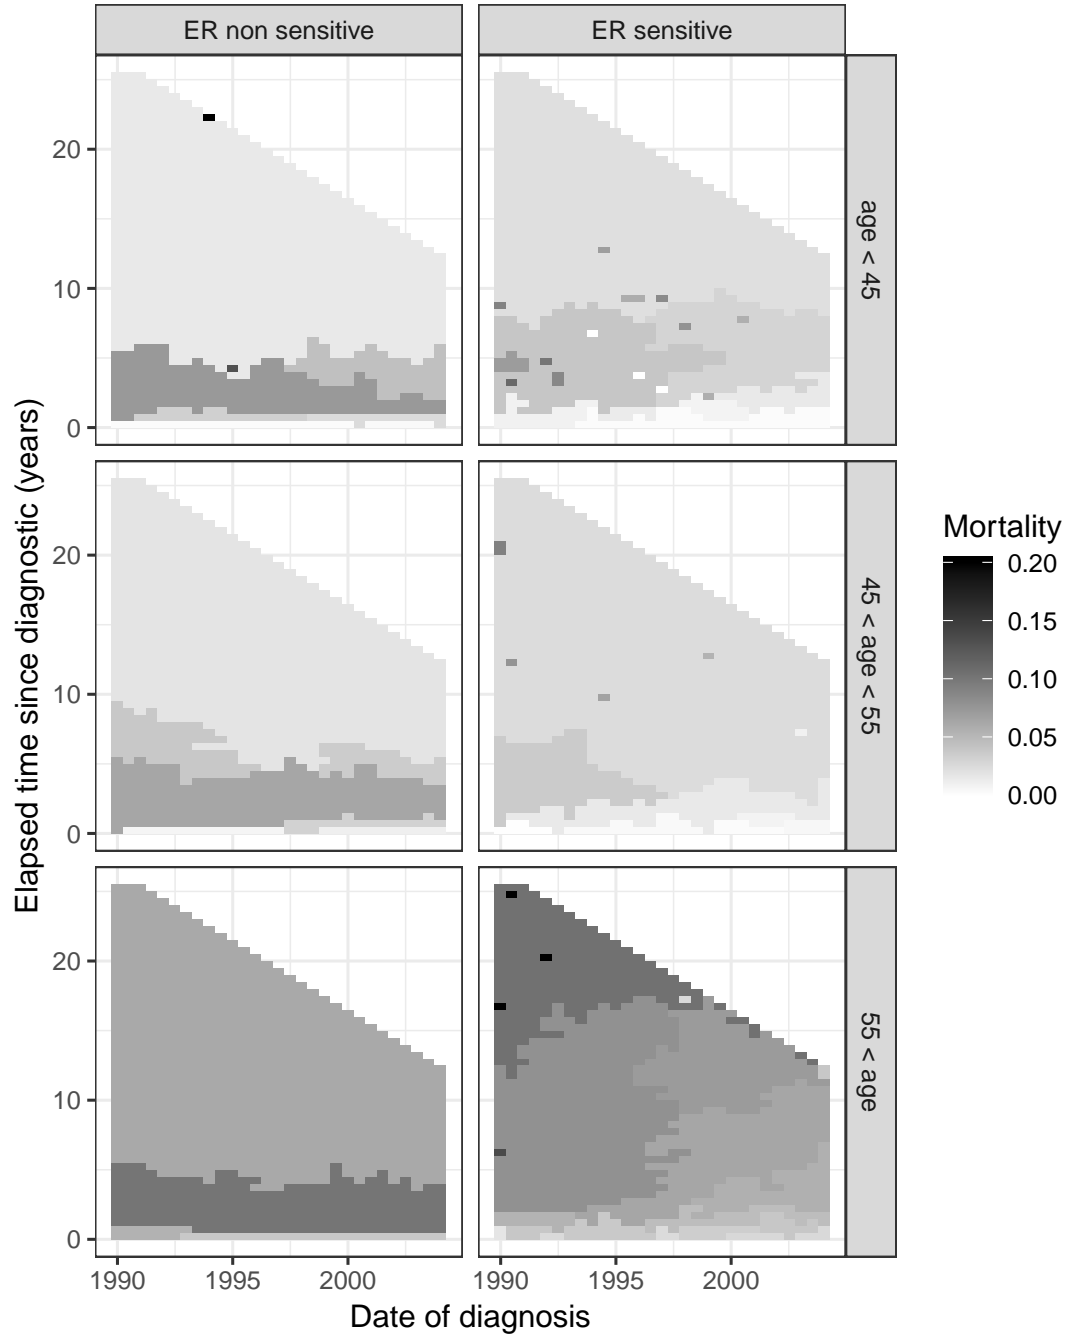 ER non sensitive
ER sensitive
20
10
0
age < 45
20
10
0
45 < age < 55
20
10
0
55 < age
1990
1995
2000
1990
1995
2000
Date of diagnosis
Elapsed time since diagnostic (years)
Mortality
0.20
0.15
0.10
0.05
0.00